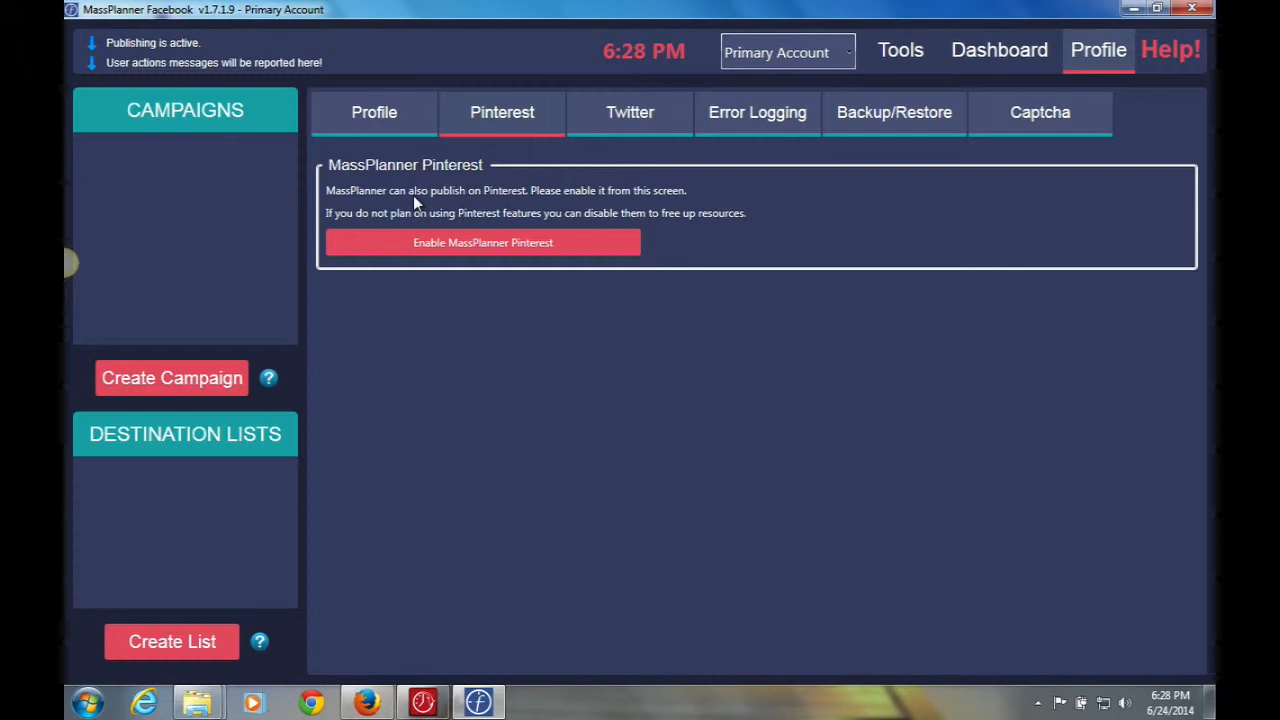 MassPlanner Facebook v1.7.1.9 - Primary Account
Publishing is active.
User actions messages will be reported here!
6:28 PM
Primary Account
Tools
Dashboard
Profile
Help!
CAMPAIGNS
Create Campaign
?
DESTINATION LISTS
Create List
?
Profile
Pinterest
Twitter
Error Logging
Backup/Restore
Captcha
MassPlanner Pinterest
MassPlanner can also publish on Pinterest. Please enable it from this screen.
If you do not plan on using Pinterest features you can disable them to free up resources.
Enable MassPlanner Pinterest
6:28 PM
6/24/2014